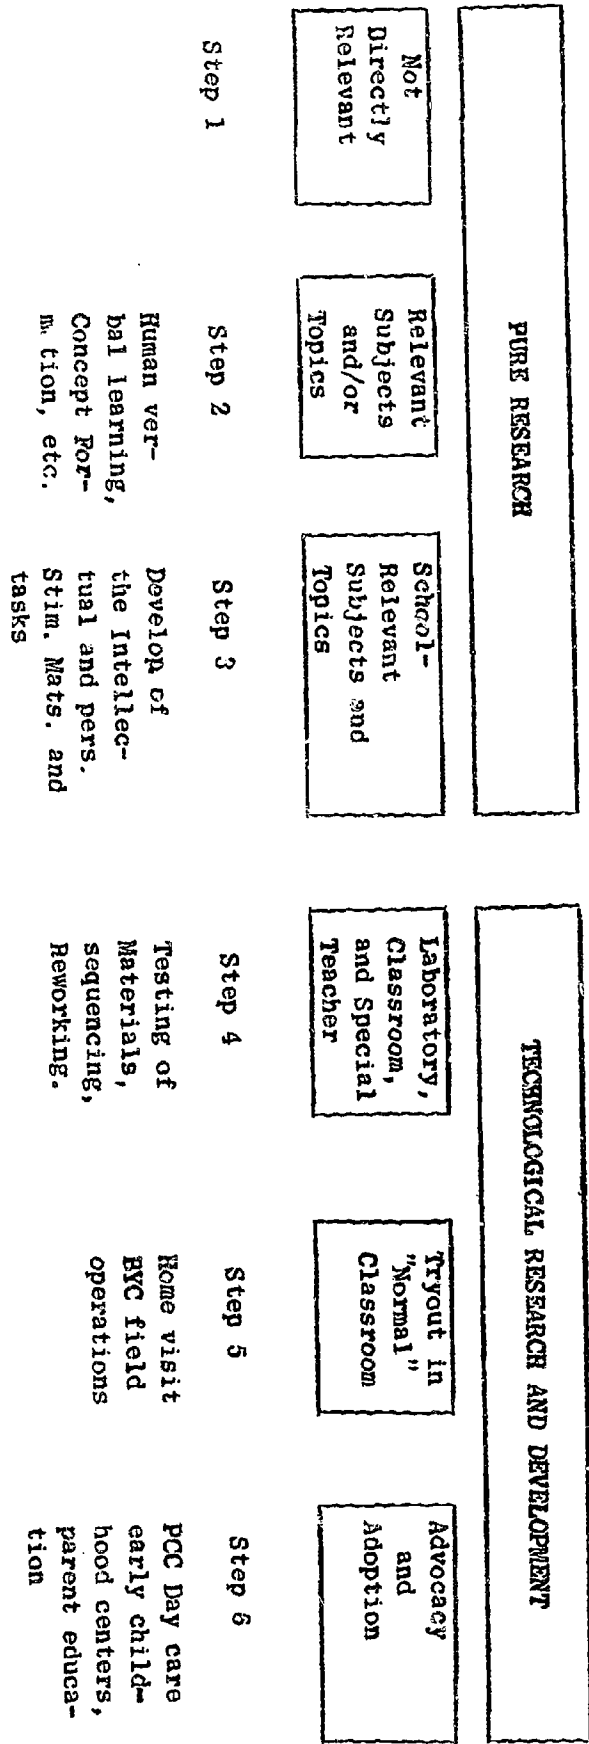 PURE RESEARCH
TECHNOLOGICAL RESEARCH AND DEVELOPMENT
Not
Directly
Relevant
Relevant
Subjects
and/or
Topics
School-
Relevant
Subjects and
Topics
Laboratory,
Classroom,
and Special
Teacher
Tryout in
"Normal"
Classroom
Advocacy
and
Adoption
Step 1
Step 2
Step 3
Step 4
Step 5
Step 6
Human ver-
bal learning,
Concept For-
m tion, etc.
Develop of
the Intellec-
tual and pers.
Stim. Mats. and
tasks
Testing of
Materials,
sequencing,
Reworking.
Home visit
BYC field
operations
PCC Day care
early child-
hood centers,
parent educa-
tion